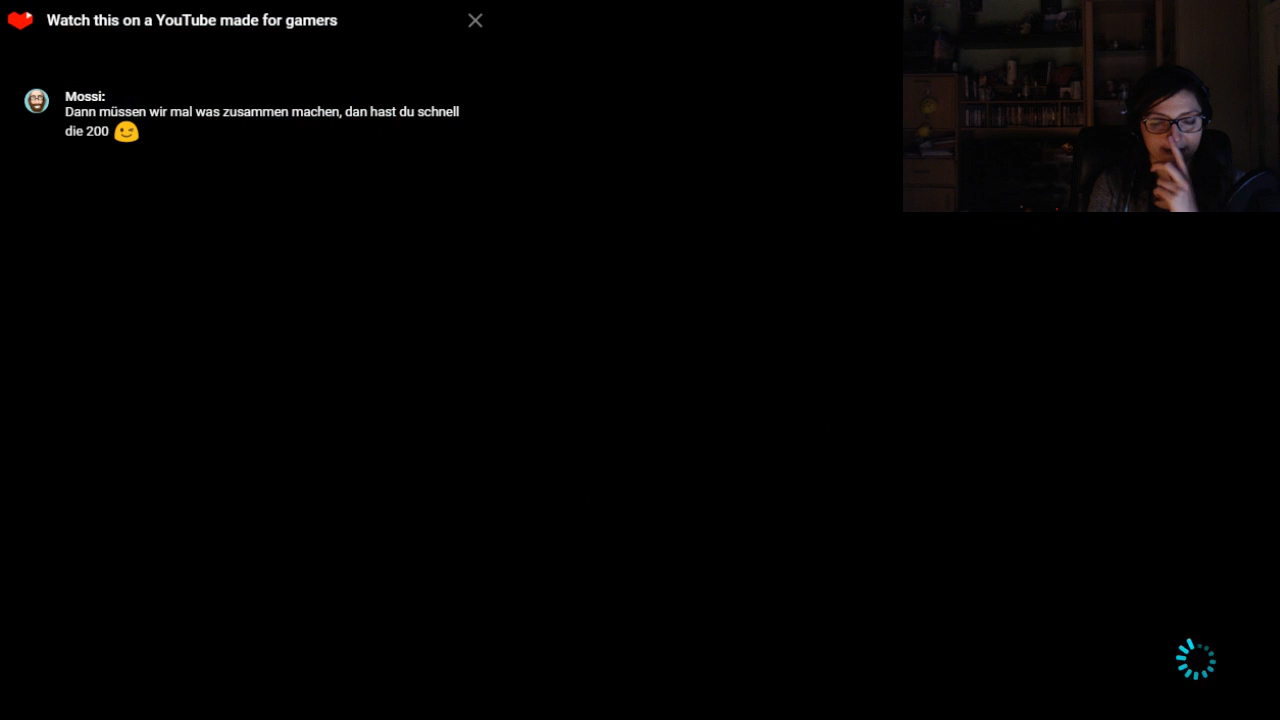 Watch this on a YouTube made for gamers
Mossi:
Dann müssen wir mal was zusammen machen, dan hast du schnell
die 200 😉